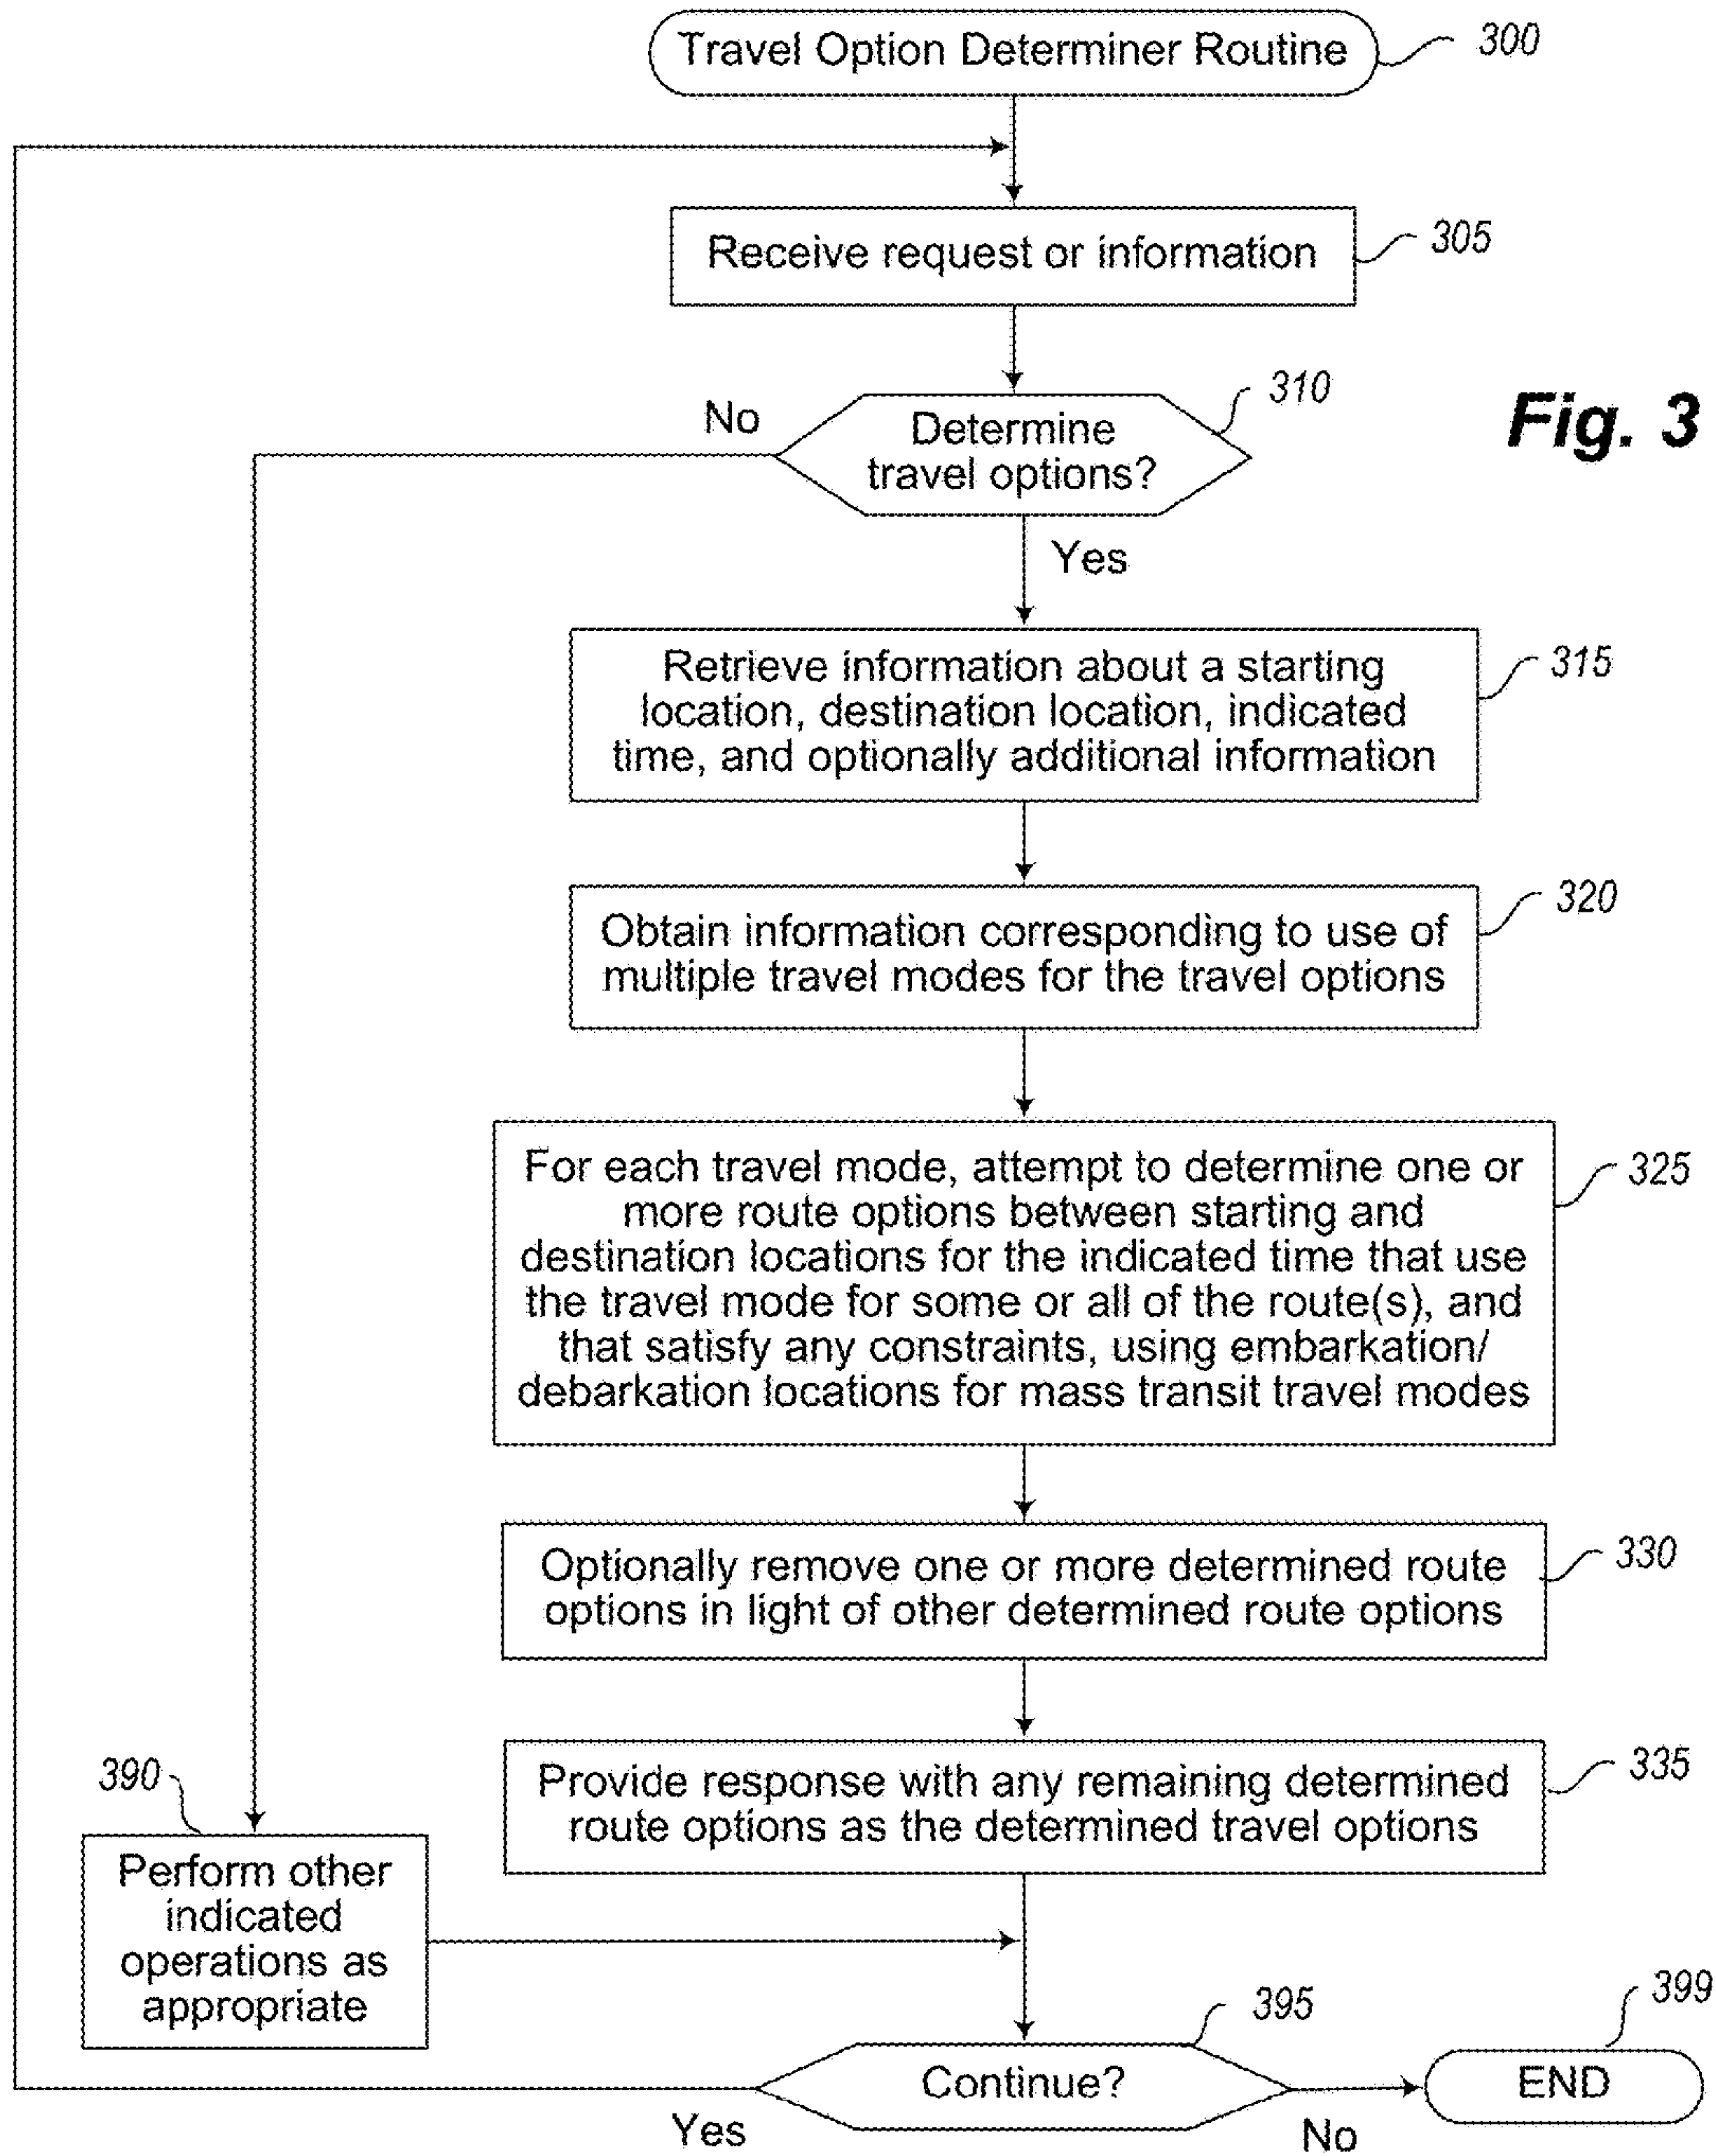 Travel Option Determiner Routine
300
Receive request or information
305
310
Fig. 3
No
Determine
travel options?
Yes
Retrieve information about a starting
location, destination location, indicated
time, and optionally additional information
315
Obtain information corresponding to use of
multiple travel modes for the travel options
320
For each travel mode, attempt to determine one or
more route options between starting and
destination locations for the indicated time that use
the travel mode for some or all of the route(s), and
that satisfy any constraints, using embarkation/
debarkation locations for mass transit travel modes
325
Optionally remove one or more determined route
options in light of other determined route options
330
Provide response with any remaining determined
route options as the determined travel options
335
390
Perform other
indicated
operations as
appropriate
395
399
Continue?
END
Yes
No